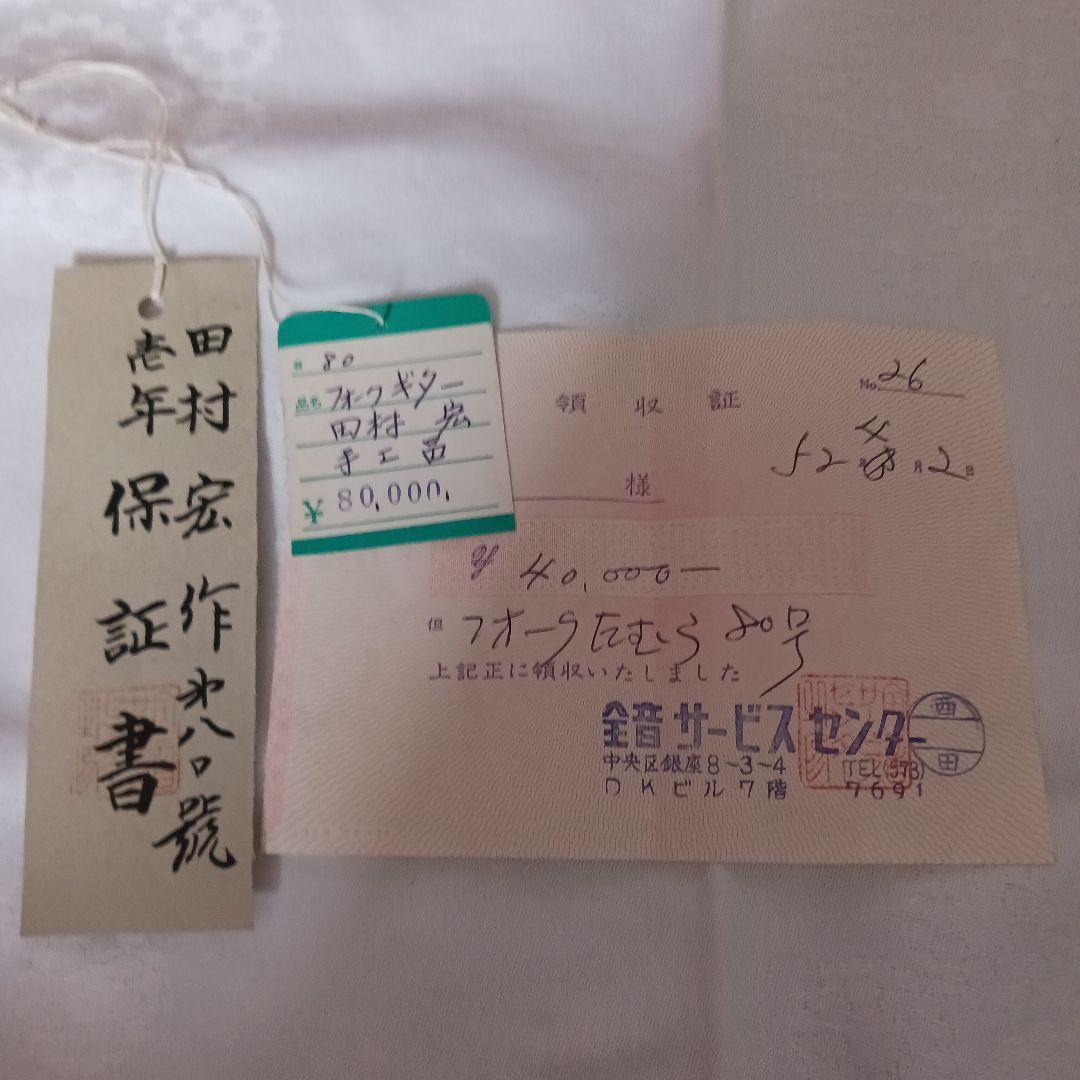 田村宏作第八〇號
壱年保証書
# 80
品名 フォークギター
田村 宏
手工品
¥ 80,000.
領収証
No. 26
52年 4月 2日
様
¥ 40,000ー
但 フォークたむら 80号
上記正に領収いたしました
全音サービスセンター
中央区銀座8-3-4
DKビル7階
TEL(573)
7691
西田